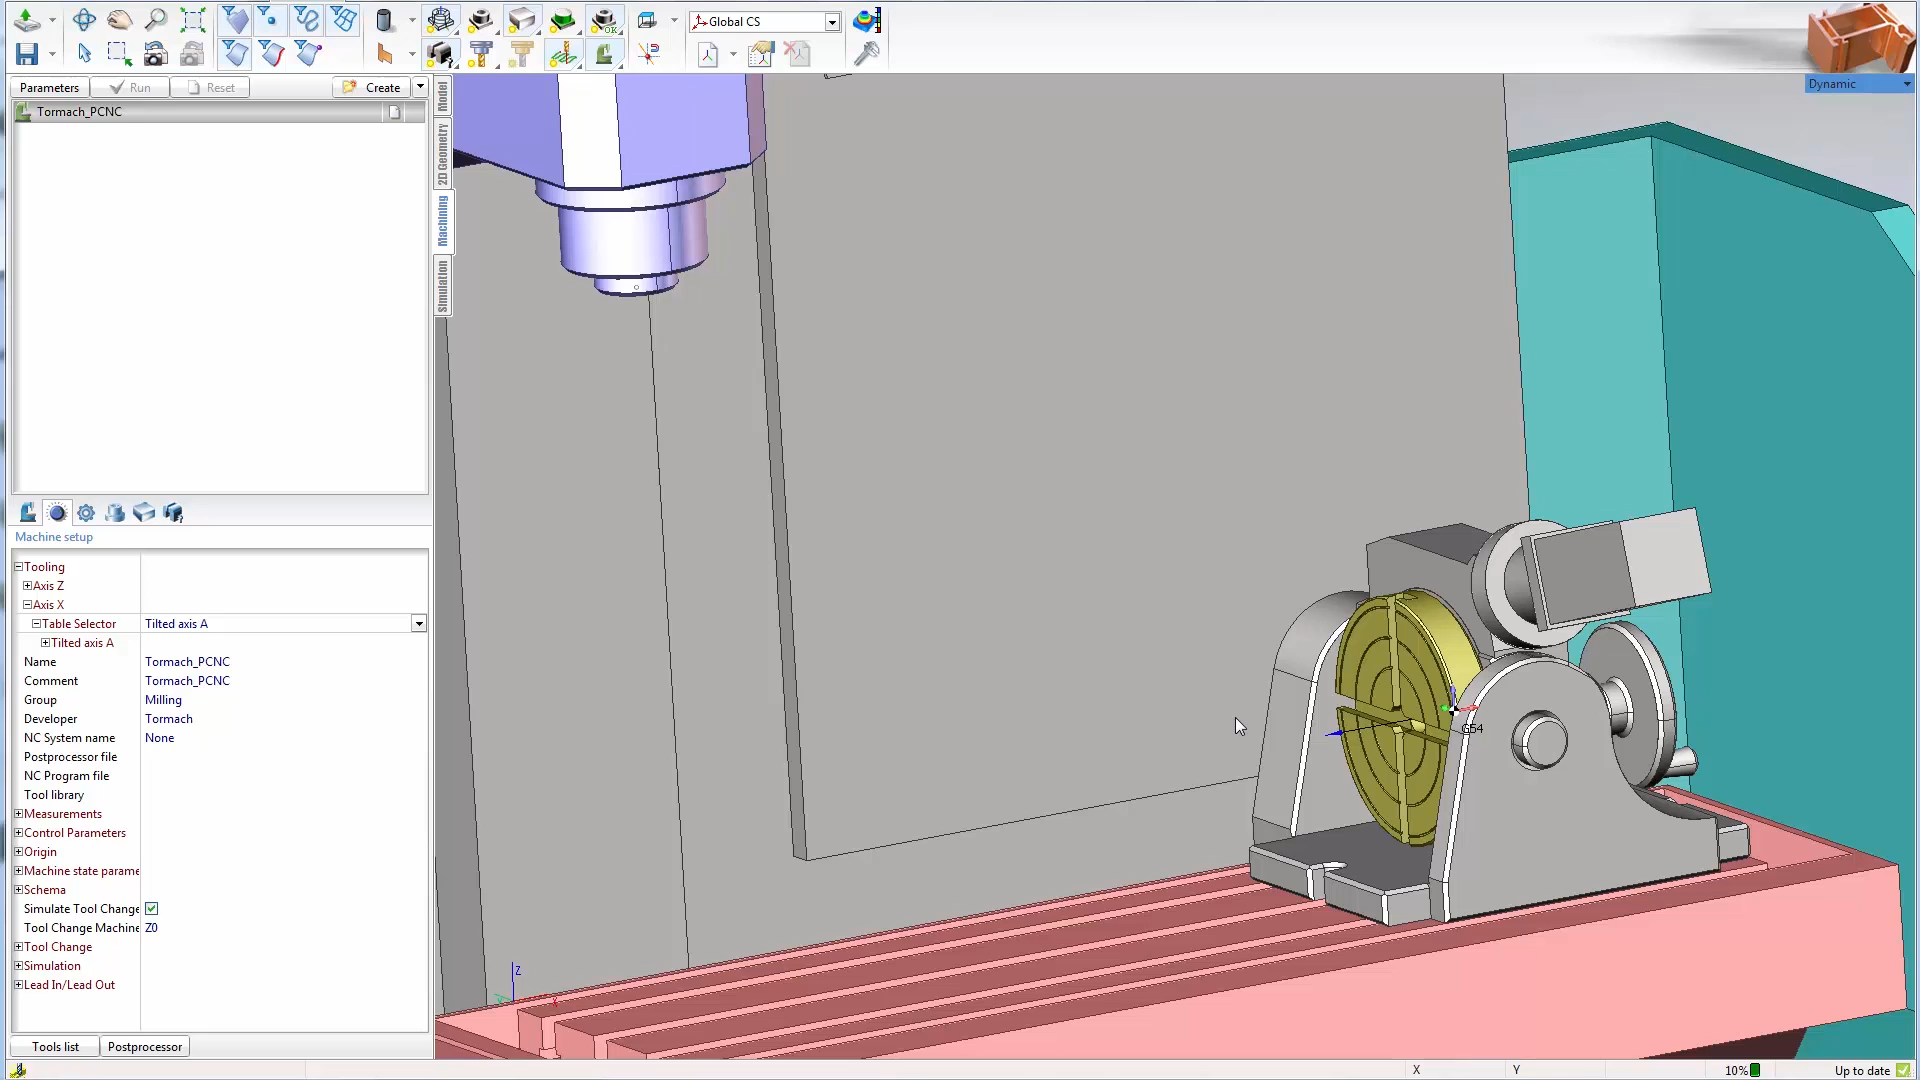 Global CS
Dynamic
Parameters
Run
Reset
Create
Tormach_PCNC
Model
2D Geometry
Machining
Simulation
Machine setup
Tooling
Axis Z
Axis X
Table Selector Tilted axis A
Tilted axis A
Name Tormach_PCNC
Comment Tormach_PCNC
Group Milling
Developer Tormach
NC System name None
Postprocessor file
NC Program file
Tool library
Measurements
Control Parameters
Origin
Machine state parame
Schema
Simulate Tool Change
Tool Change Machine Z0
Tool Change
Simulation
Lead In/Lead Out
Tools list
Postprocessor
G54
Z
X
X
Y
10%
Up to date